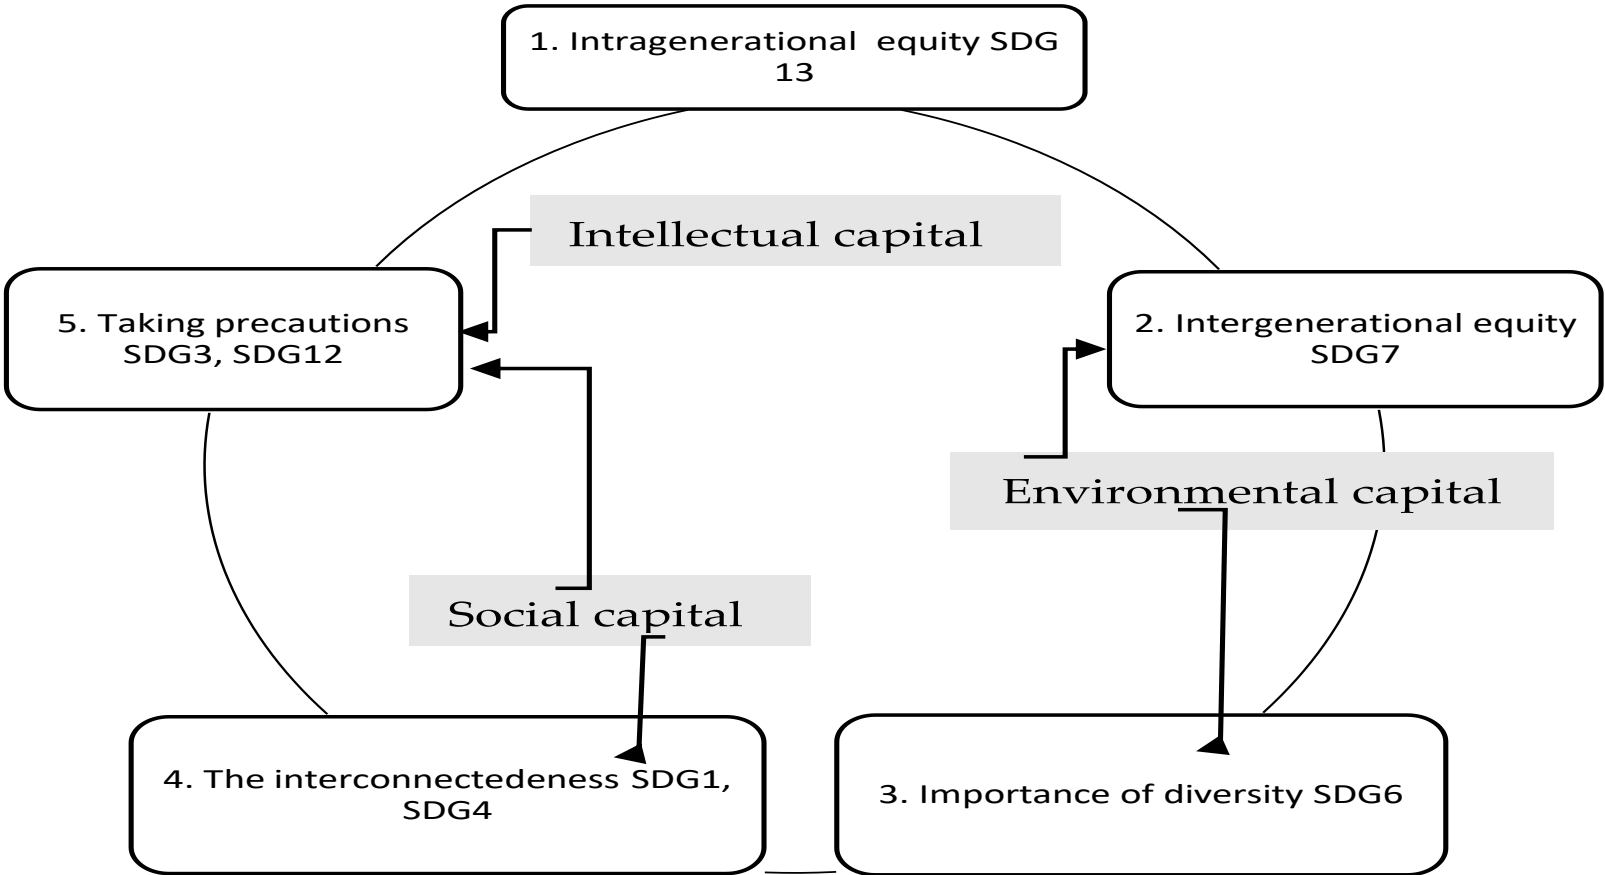 1. Intragenerational equity SDG
13
Intellectual capital
5. Taking precautions
SDG3, SDG12
2. Intergenerational equity
SDG7
Environmental capital
Social capital
4. The interconnectedeness SDG1,
SDG4
3. Importance of diversity SDG6